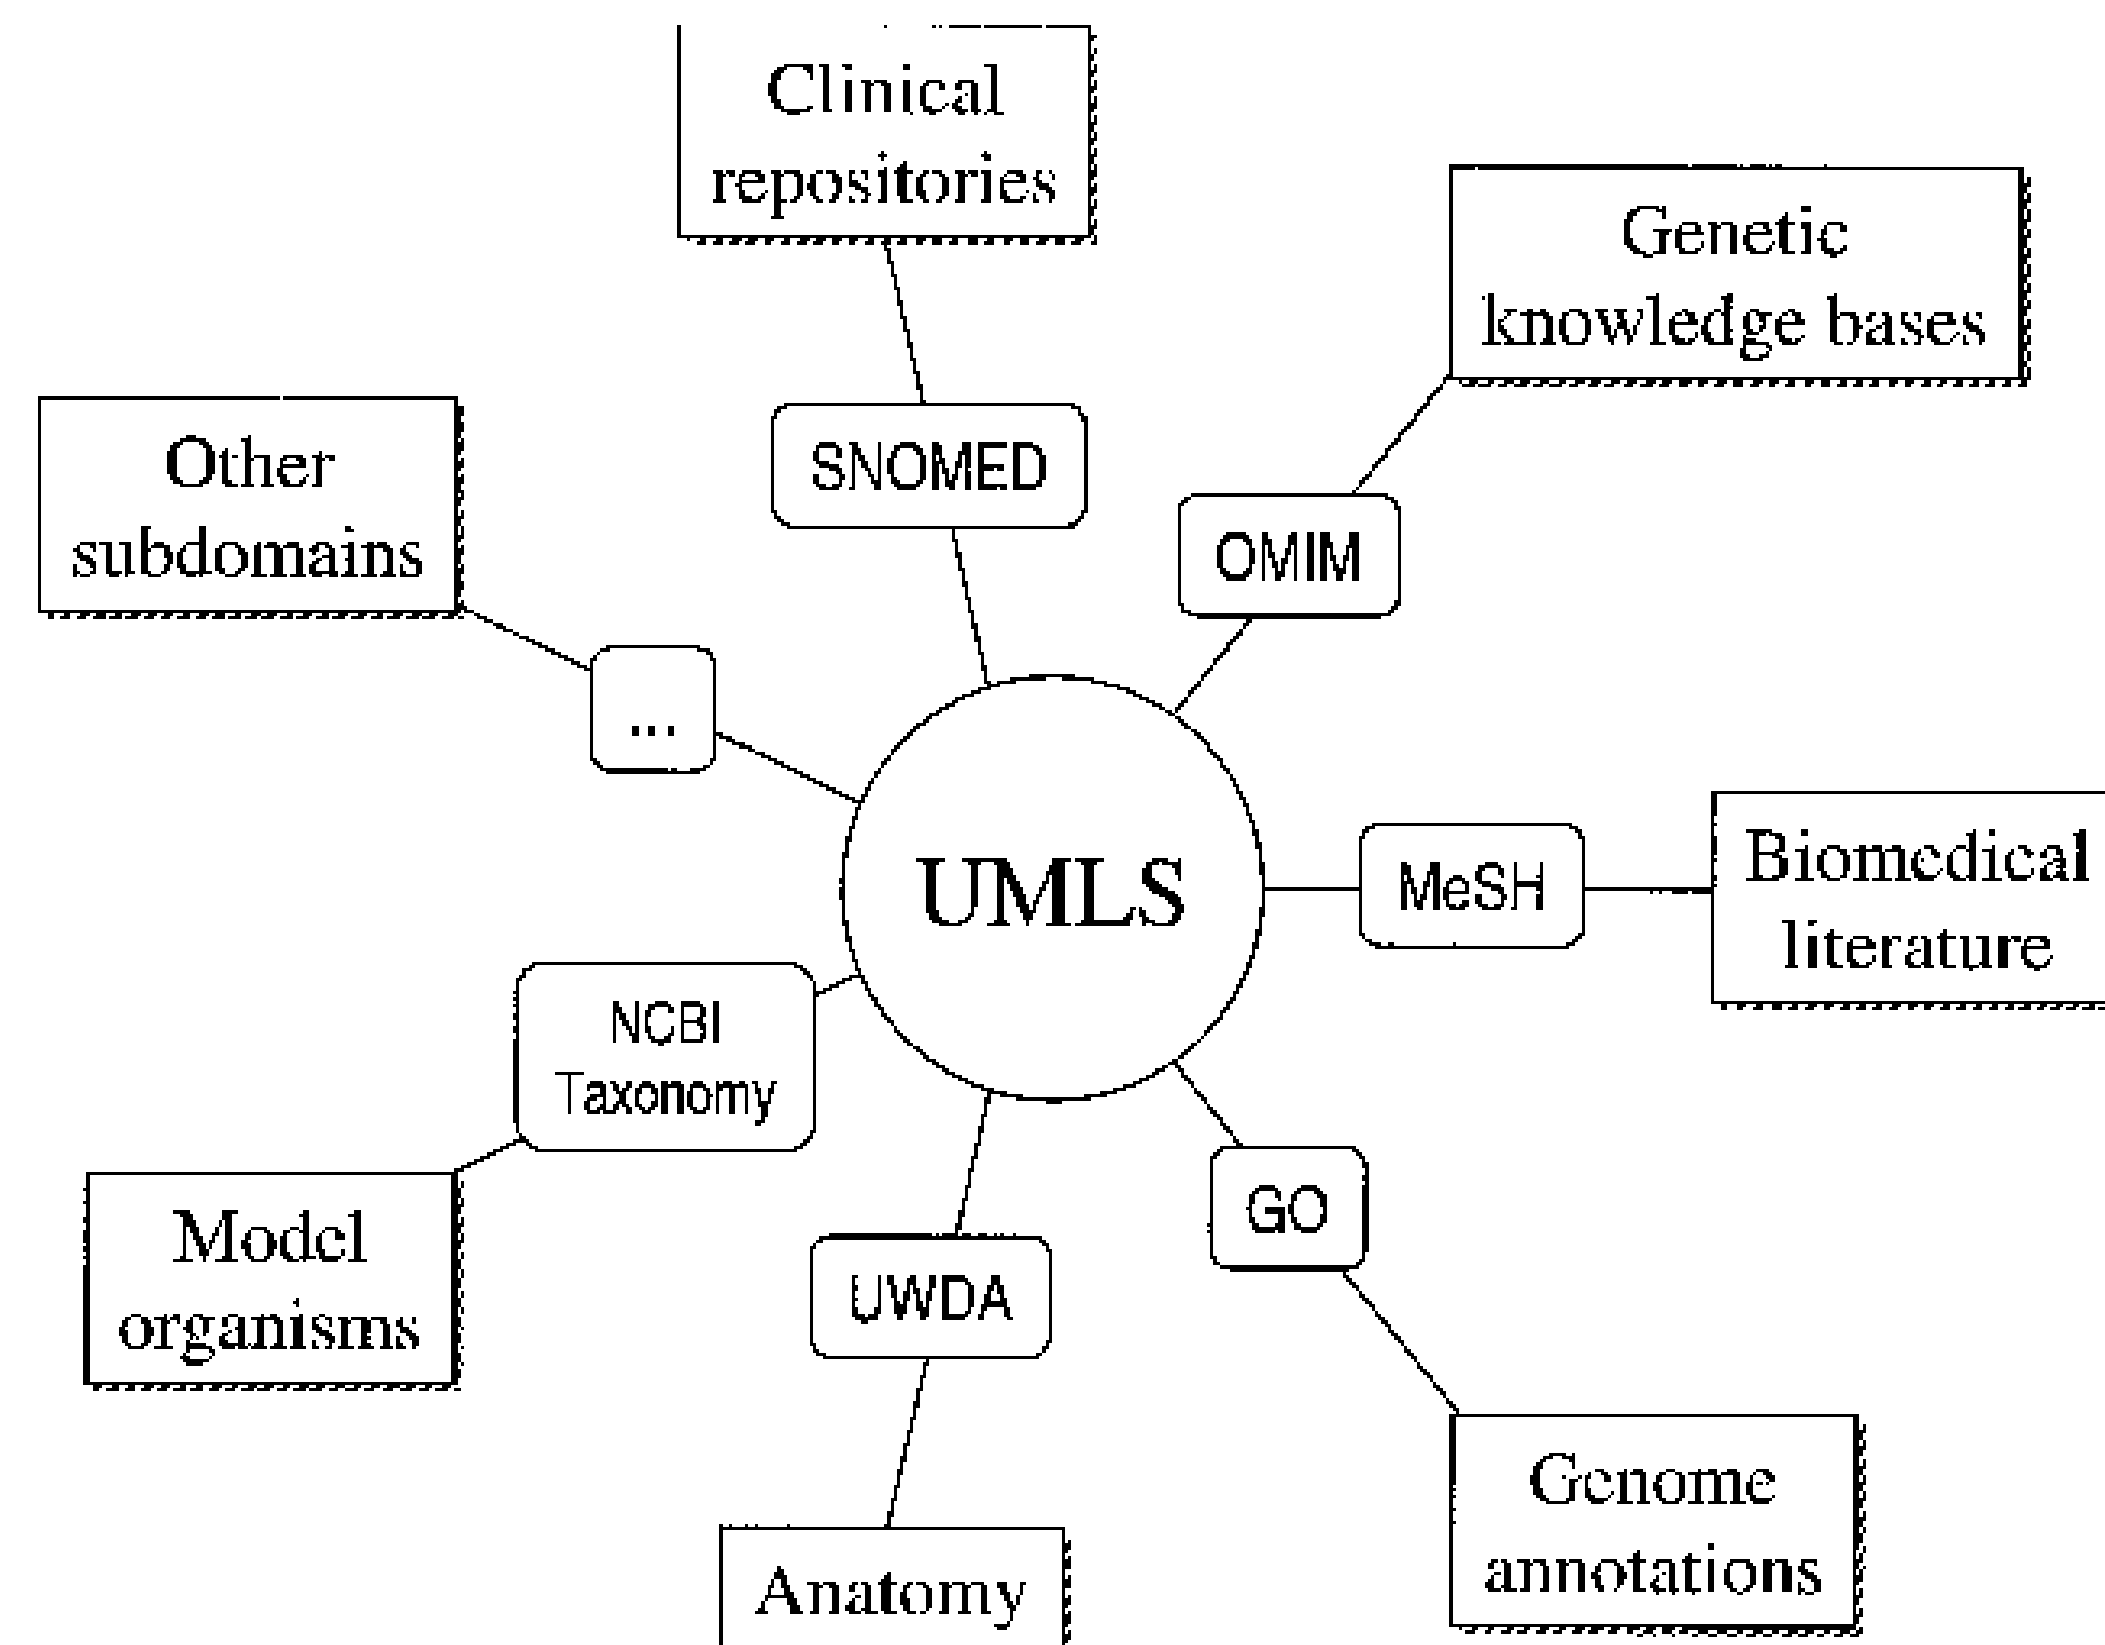 Clinical
repositories
Genetic
knowledge bases
Other
subdomains
SNOMED
OMIM
...
UMLS
MeSH
Biomedical
literature
NCBI
Taxonomy
Model
organisms
UWDA
GO
Genome
annotations
Anatomy